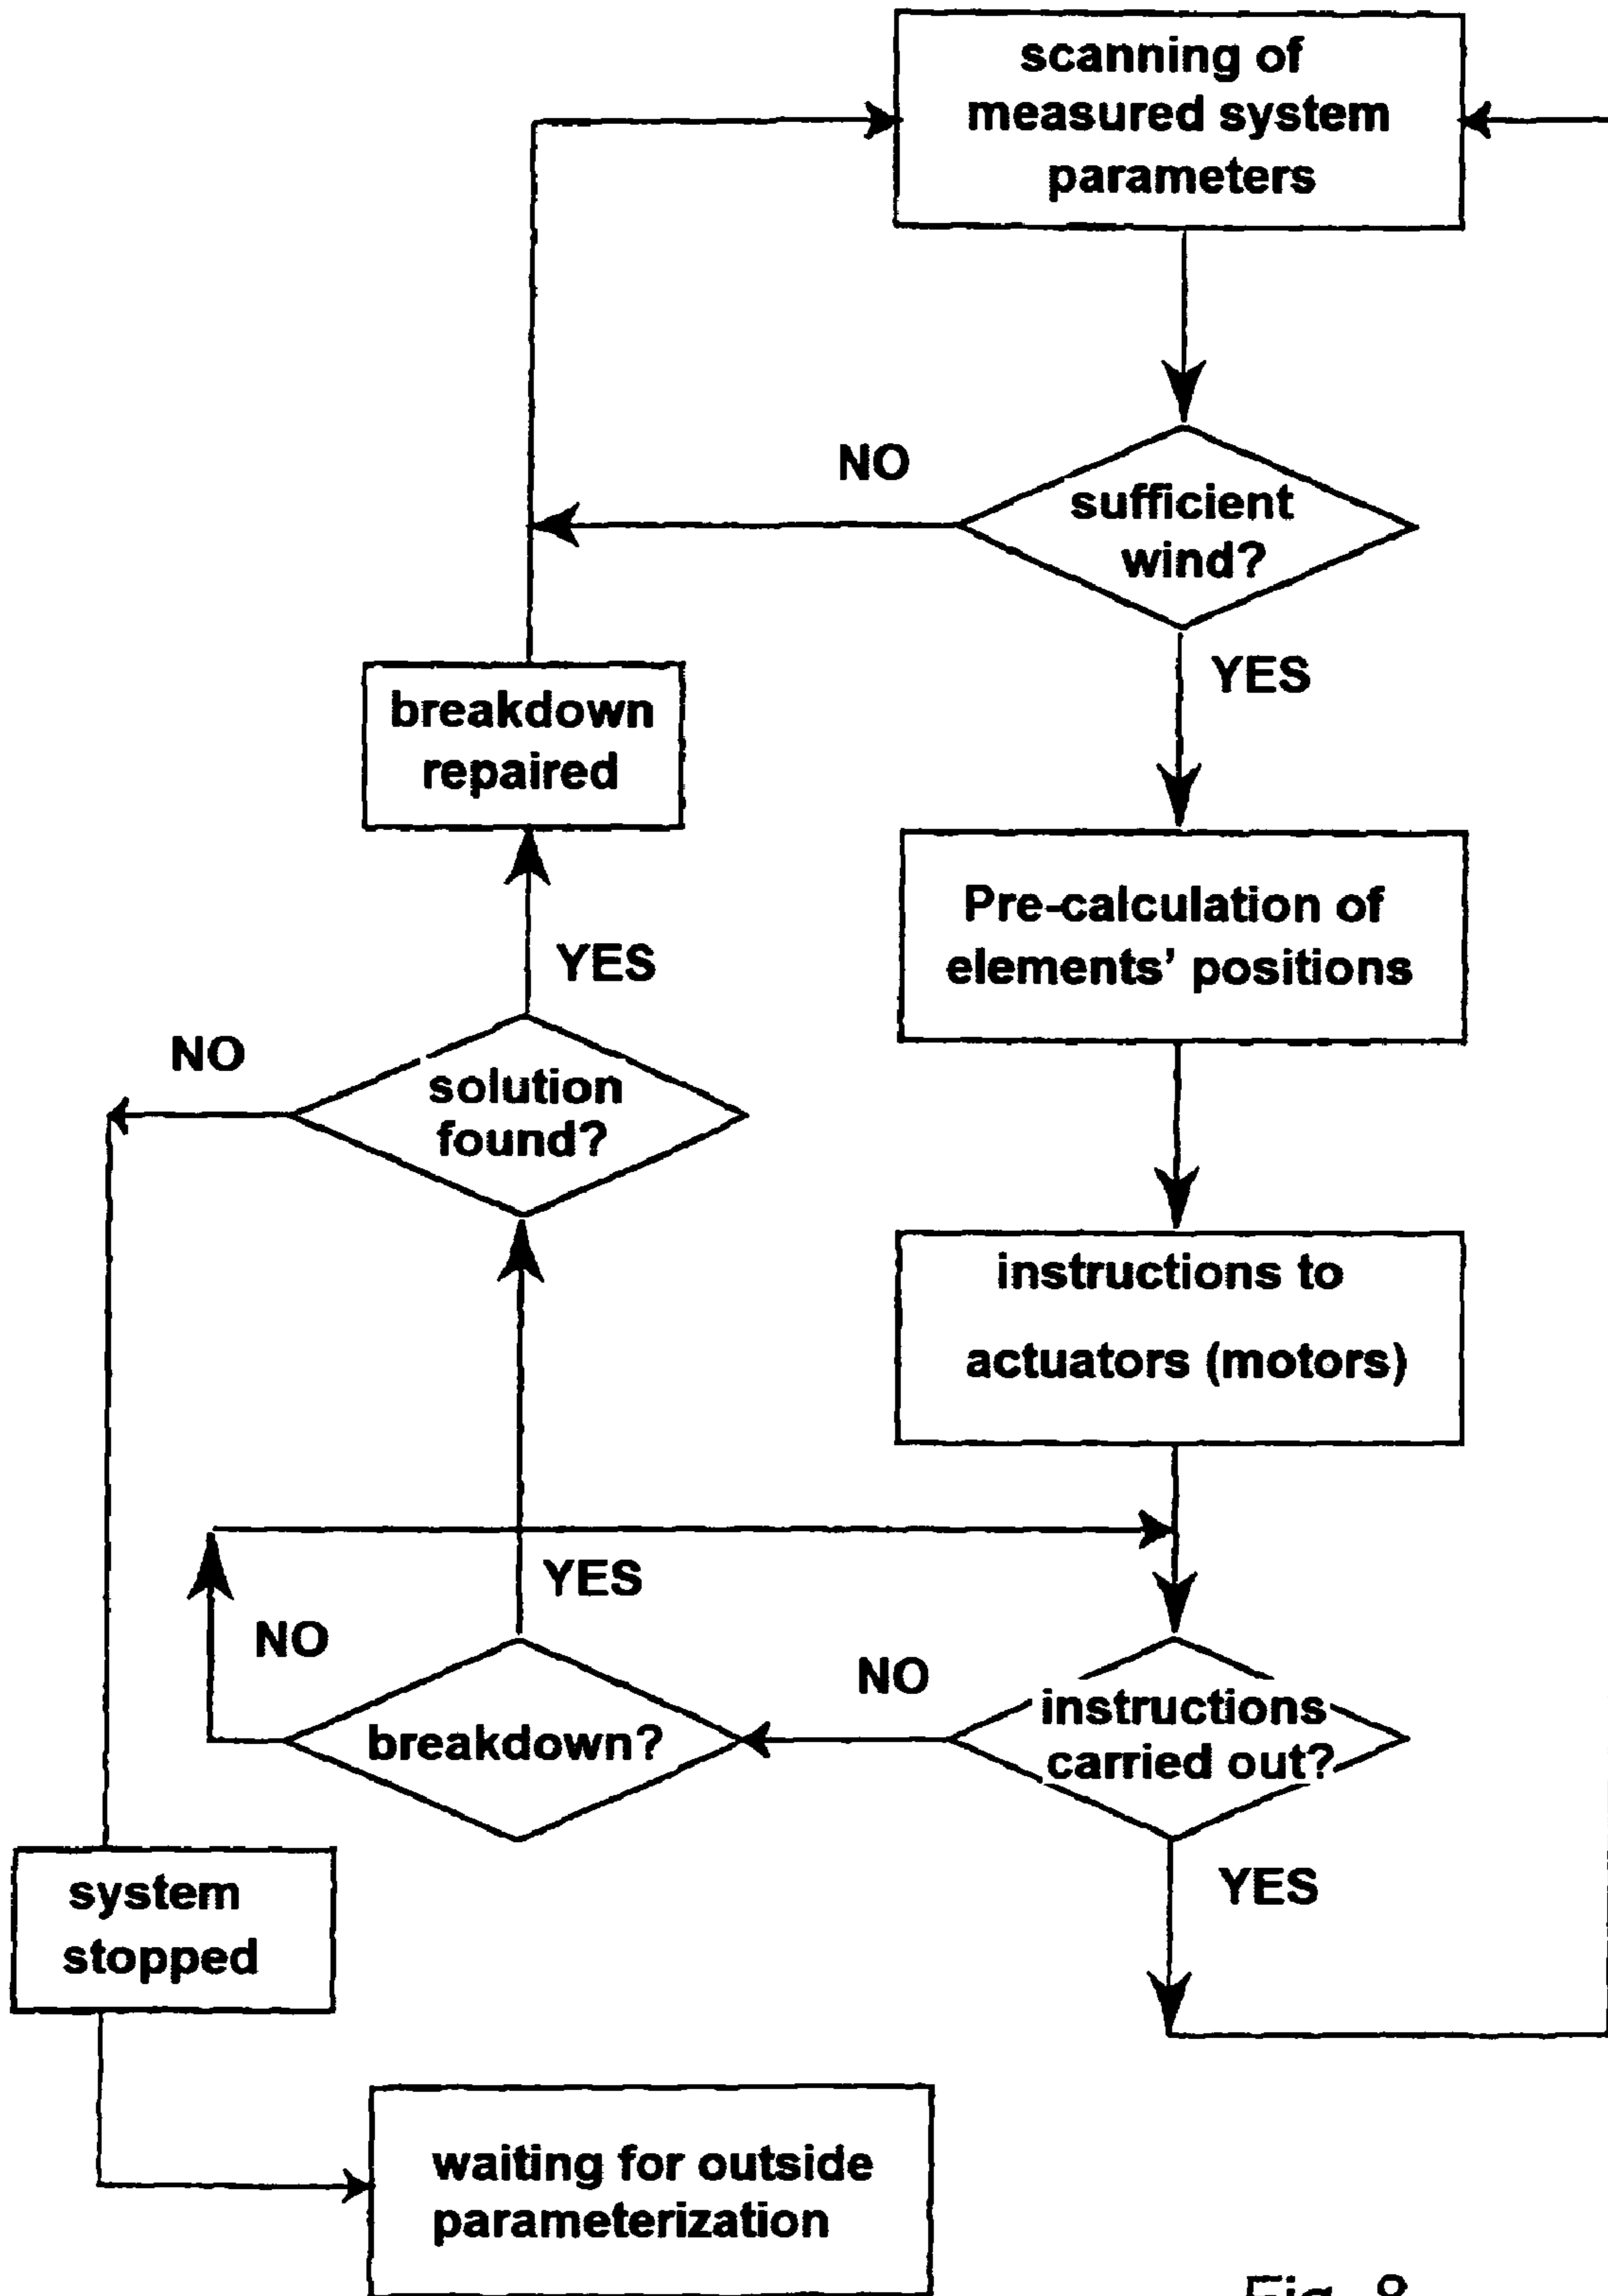 scanning of
measured system
parameters
NO
sufficient
wind?
YES
breakdown
repaired
Pre-calculation of
elements' positions
YES
NO
solution
found?
instructions to
actuators (motors)
YES
NO
NO
breakdown?
instructions
carried out?
YES
system
stopped
waiting for outside
parameterization
Fig. 8